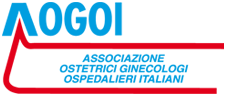 AOGOI
ASSOCIAZIONE
OSTETRICI GINECOLOGI
OSPEDALIERI ITALIANI